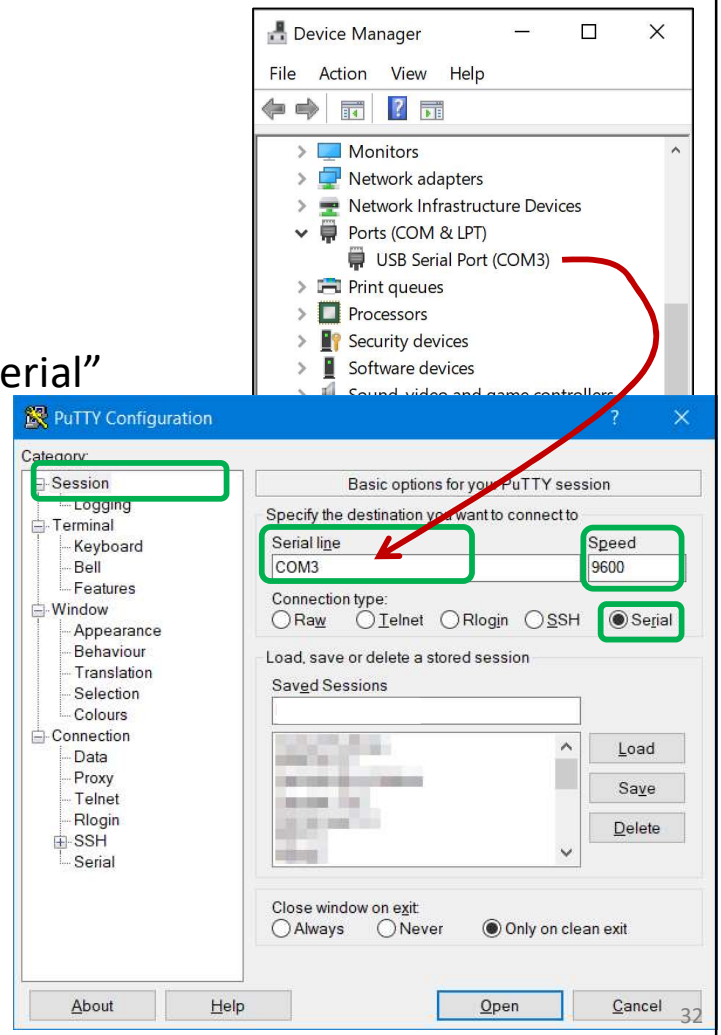 Device Manager
File Action View Help
Monitors
Network adapters
Network Infrastructure Devices
Ports (COM & LPT)
USB Serial Port (COM3)
Print queues
Processors
Security devices
Software devices
Sound, video and game controllers
erial”
PuTTY Configuration
?
Category:
Session
Logging
Terminal
Keyboard
Bell
Features
Window
Appearance
Behaviour
Translation
Selection
Colours
Connection
Data
Proxy
Telnet
Rlogin
SSH
Serial
Basic options for your PuTTY session
Specify the destination you want to connect to
Serial line Speed
COM3 9600
Connection type:
Raw Telnet Rlogin SSH Serial
Load, save or delete a stored session
Saved Sessions
Load
Save
Delete
Close window on exit:
Always Never Only on clean exit
About Help Open Cancel
32